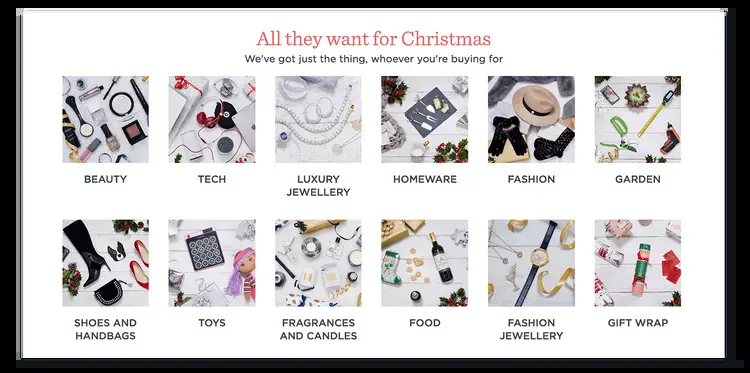 All they want for Christmas
We've got just the thing, whoever you're buying for
BEAUTY
TECH
LUXURY
JEWELLERY
HOMEWARE
FASHION
GARDEN
SHOES AND
HANDBAGS
TOYS
FRAGRANCES
AND CANDLES
FOOD
FASHION
JEWELLERY
GIFT WRAP